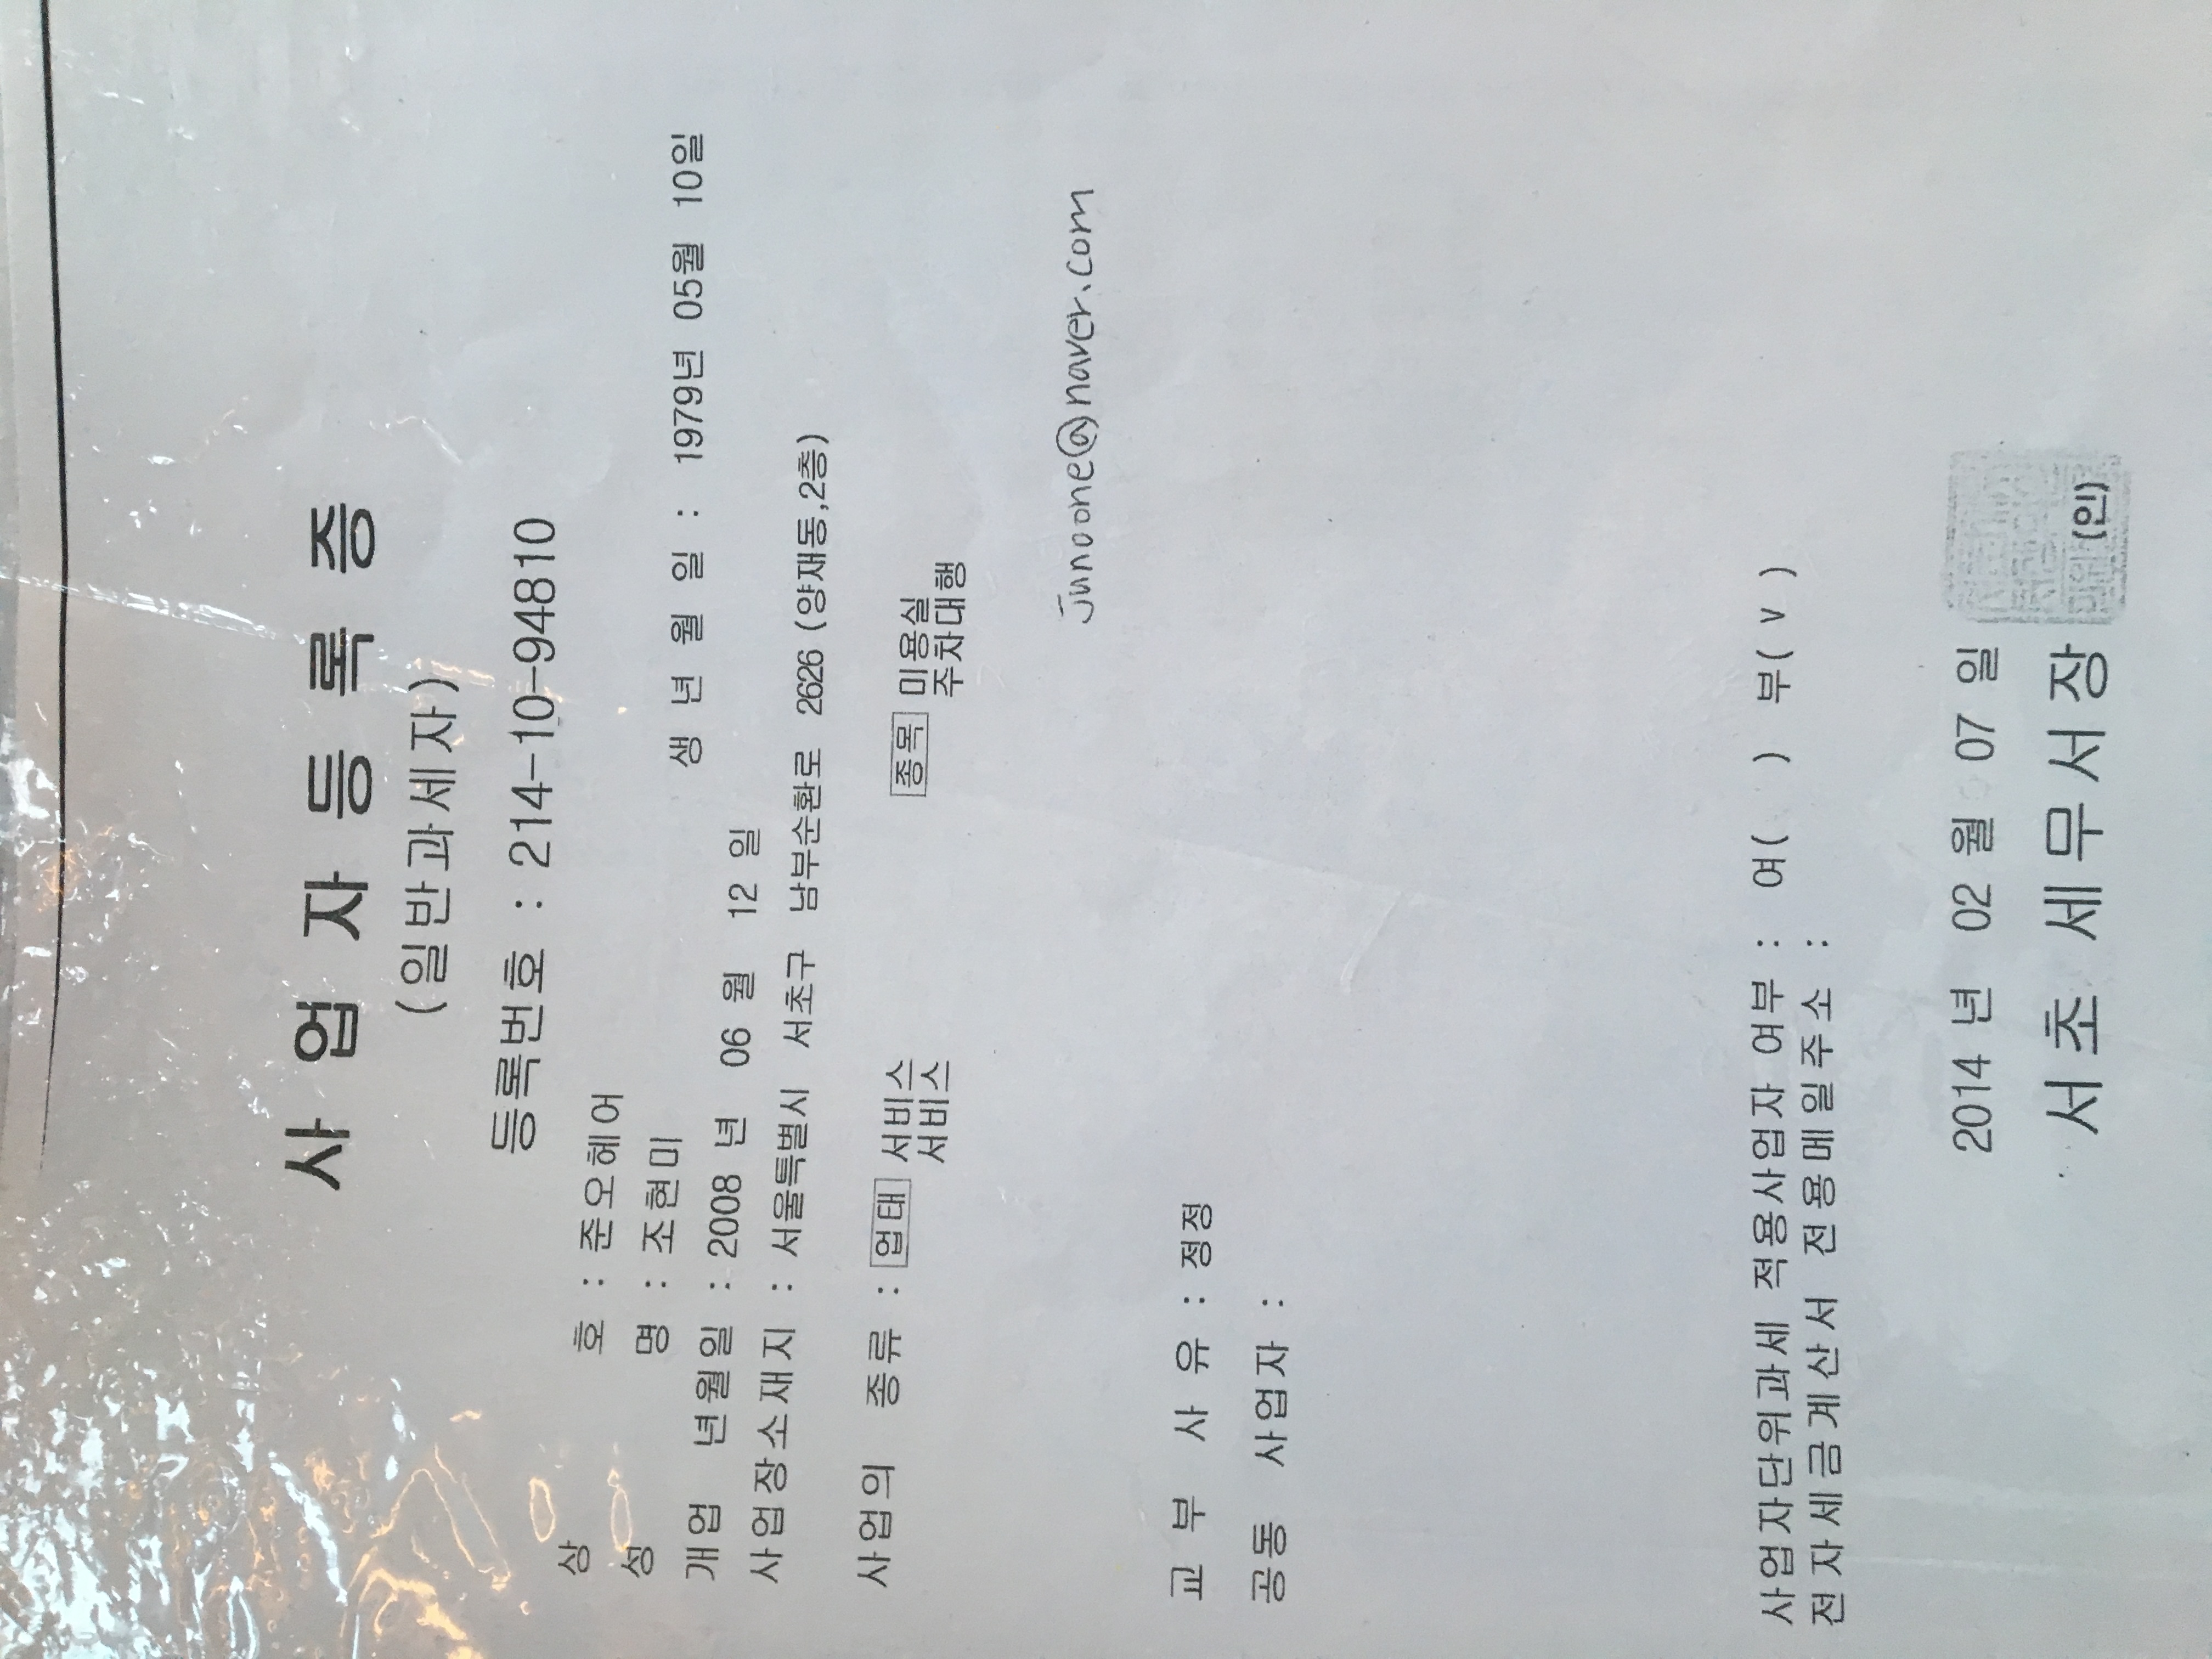 사 업 자 등 록 증
(일반과세자)
등록번호 : 214-10-94810
상 호 : 준오헤어
성 명 : 조현미 생 년 월 일 : 1979년 05월 10일
개업 년월일 : 2008 년 06 월 12 일
사업장소재지 : 서울특별시 서초구 남부순환로 2626 (양재동,2층)
사업의 종류 : 업태 서비스 종목 미용실
서비스 주차대행
junoone@naver.com
교 부 사 유 : 정정
공동 사업자 :
사업자단위과세 적용사업자 여부 : 여( ) 부( v )
전자세금계산서 전용메일주소 :
2014 년 02 월 07 일
서초세무서장 (인)